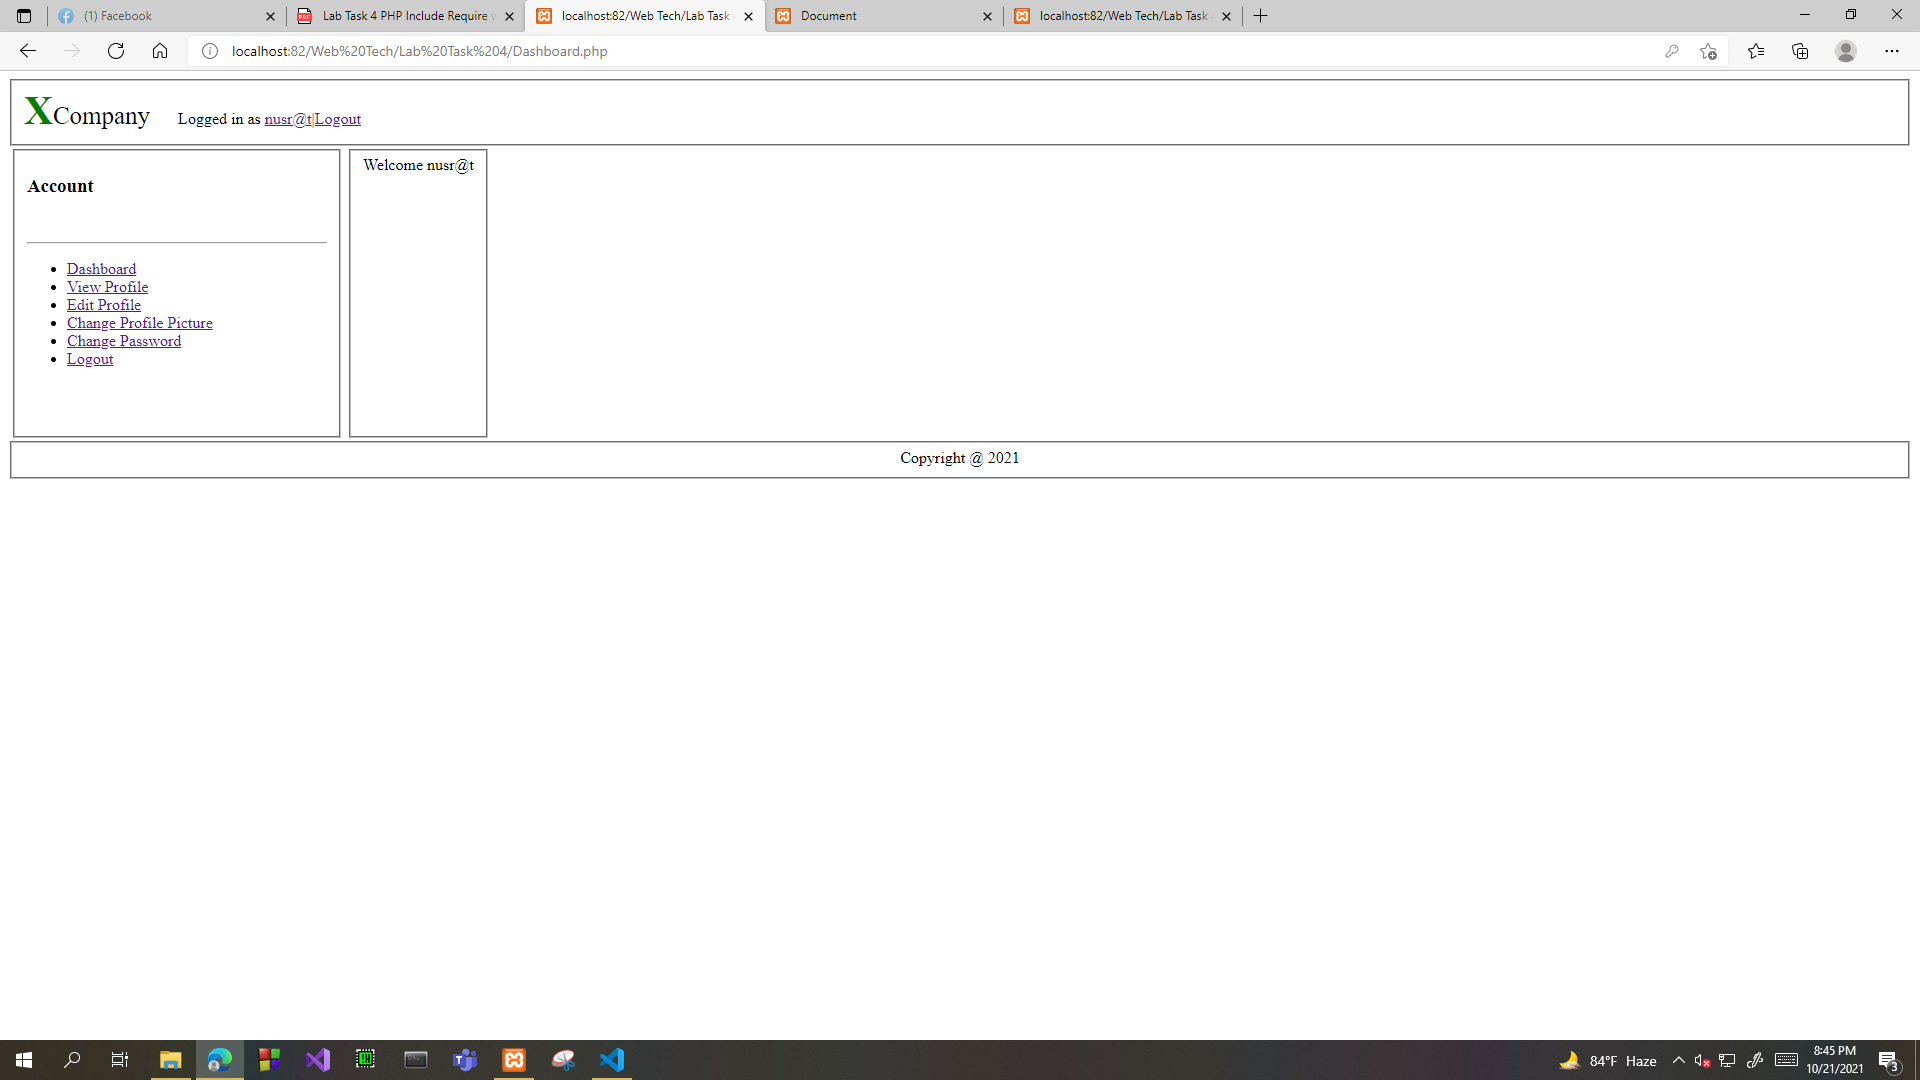 (1) Facebook
Lab Task 4 PHP Include Require v
localhost:82/Web Tech/Lab Task
Document
localhost:82/Web Tech/Lab Task
localhost:82/Web%20Tech/Lab%20Task%204/Dashboard.php
XCompany Logged in as nusr@t|Logout
Account
Dashboard
View Profile
Edit Profile
Change Profile Picture
Change Password
Logout
Welcome nusr@t
Copyright @ 2021
84°F Haze
8:45 PM
10/21/2021
3